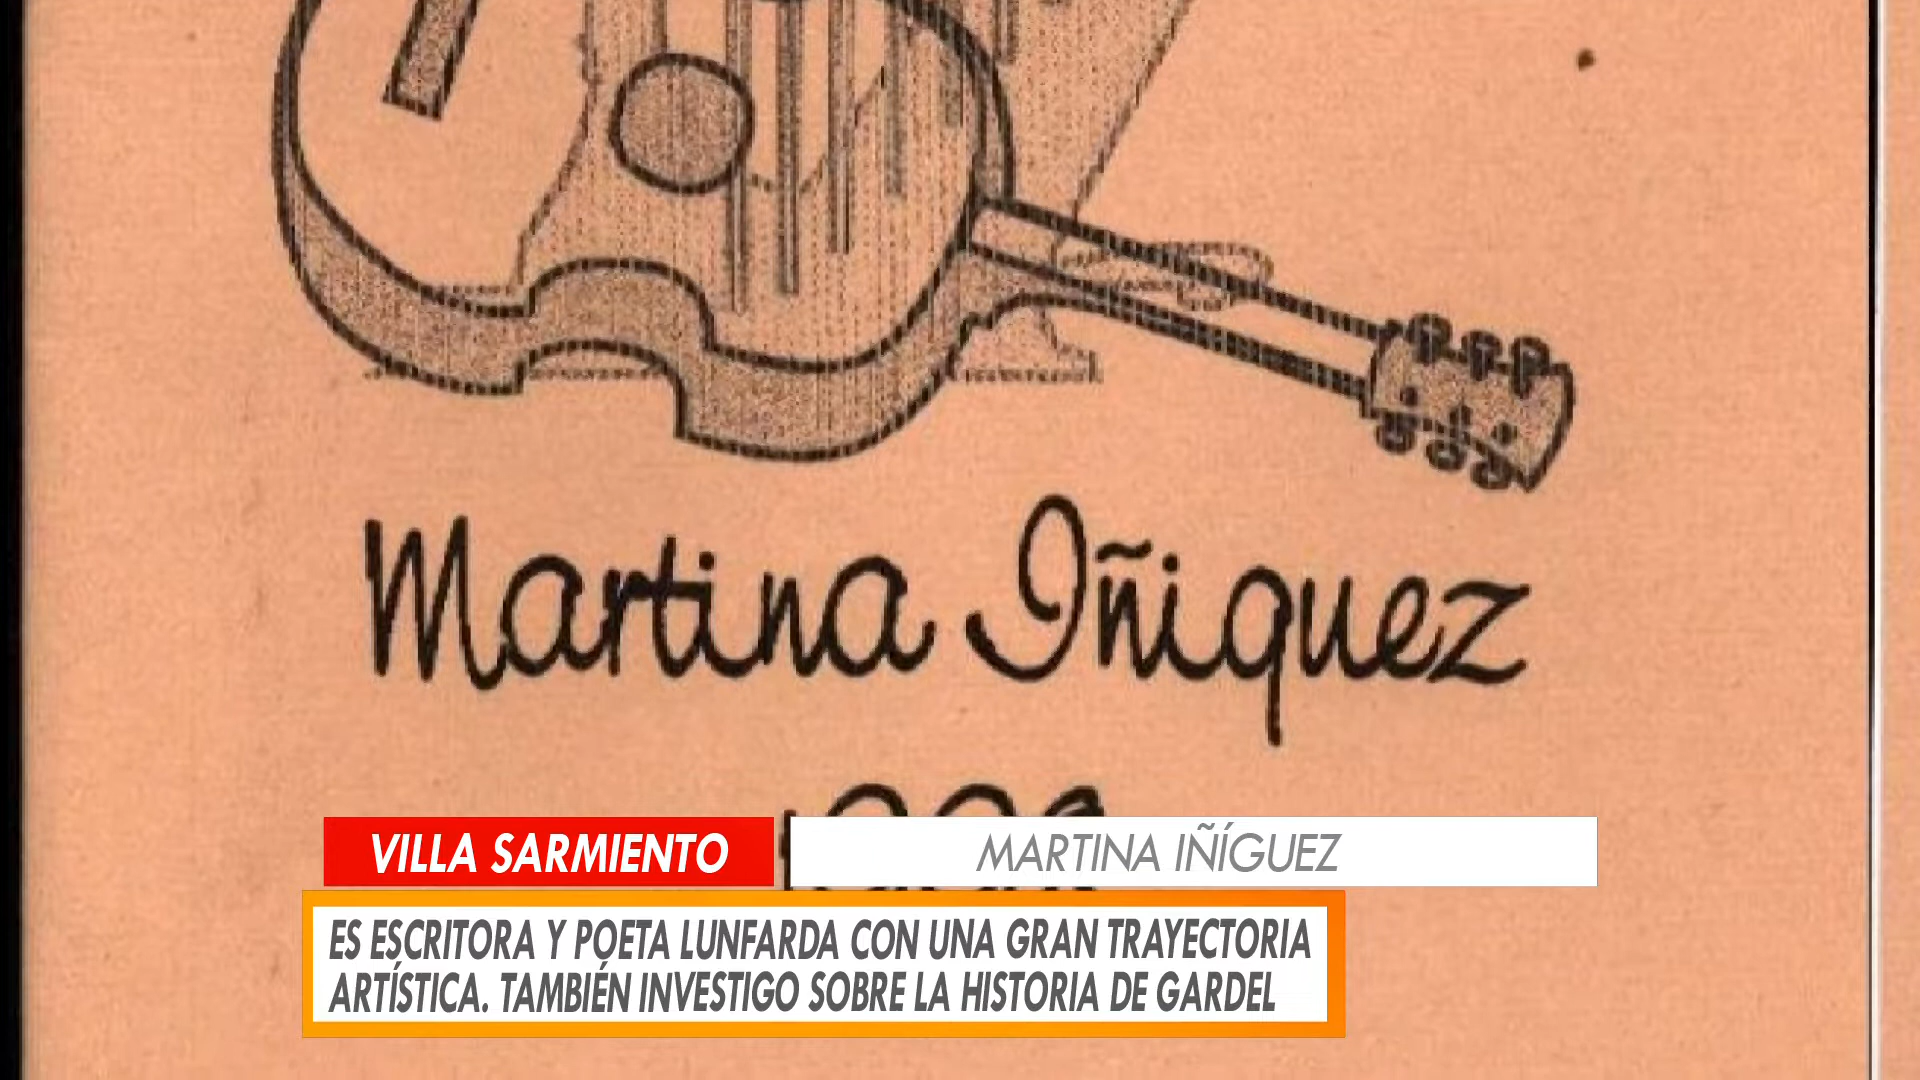 Martina Iñiquez
VILLA SARMIENTO
MARTINA IÑÍGUEZ
ES ESCRITORA Y POETA LUNFARDA CON UNA GRAN TRAYECTORIA
ARTÍSTICA. TAMBIÉN INVESTIGO SOBRE LA HISTORIA DE GARDEL